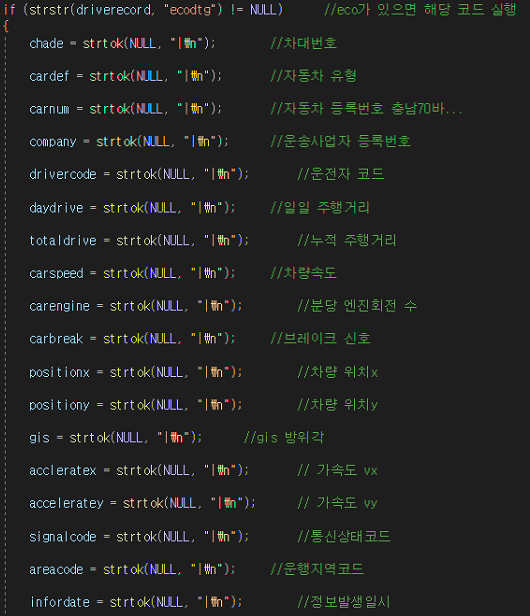 if (strstr(driverecord, "ecodtg") != NULL) //eco가 있으면 해당 코드 실행
{
chade = strtok(NULL, "|₩n"); //차대번호
cardef = strtok(NULL, "|₩n"); //자동차 유형
carnum = strtok(NULL, "|₩n"); //자동차 등록번호 충남70바...
company = strtok(NULL, "|₩n"); //운송사업자 등록번호
drivercode = strtok(NULL, "|₩n"); //운전자 코드
daydrive = strtok(NULL, "|₩n"); //일일 주행거리
totaldrive = strtok(NULL, "|₩n"); //누적 주행거리
carspeed = strtok(NULL, "|₩n"); //차량속도
carengine = strtok(NULL, "|₩n"); //분당 엔진회전 수
carbreak = strtok(NULL, "|₩n"); //브레이크 신호
positionx = strtok(NULL, "|₩n"); //차량 위치x
positiony = strtok(NULL, "|₩n"); //차량 위치y
gis = strtok(NULL, "|₩n"); //gis 방위각
accleratex = strtok(NULL, "|₩n"); // 가속도 vx
acceleratey = strtok(NULL, "|₩n"); // 가속도 vy
signalcode = strtok(NULL, "|₩n"); //통신상태코드
areacode = strtok(NULL, "|₩n"); //운행지역코드
infordate = strtok(NULL, "|₩n"); //정보발생일시